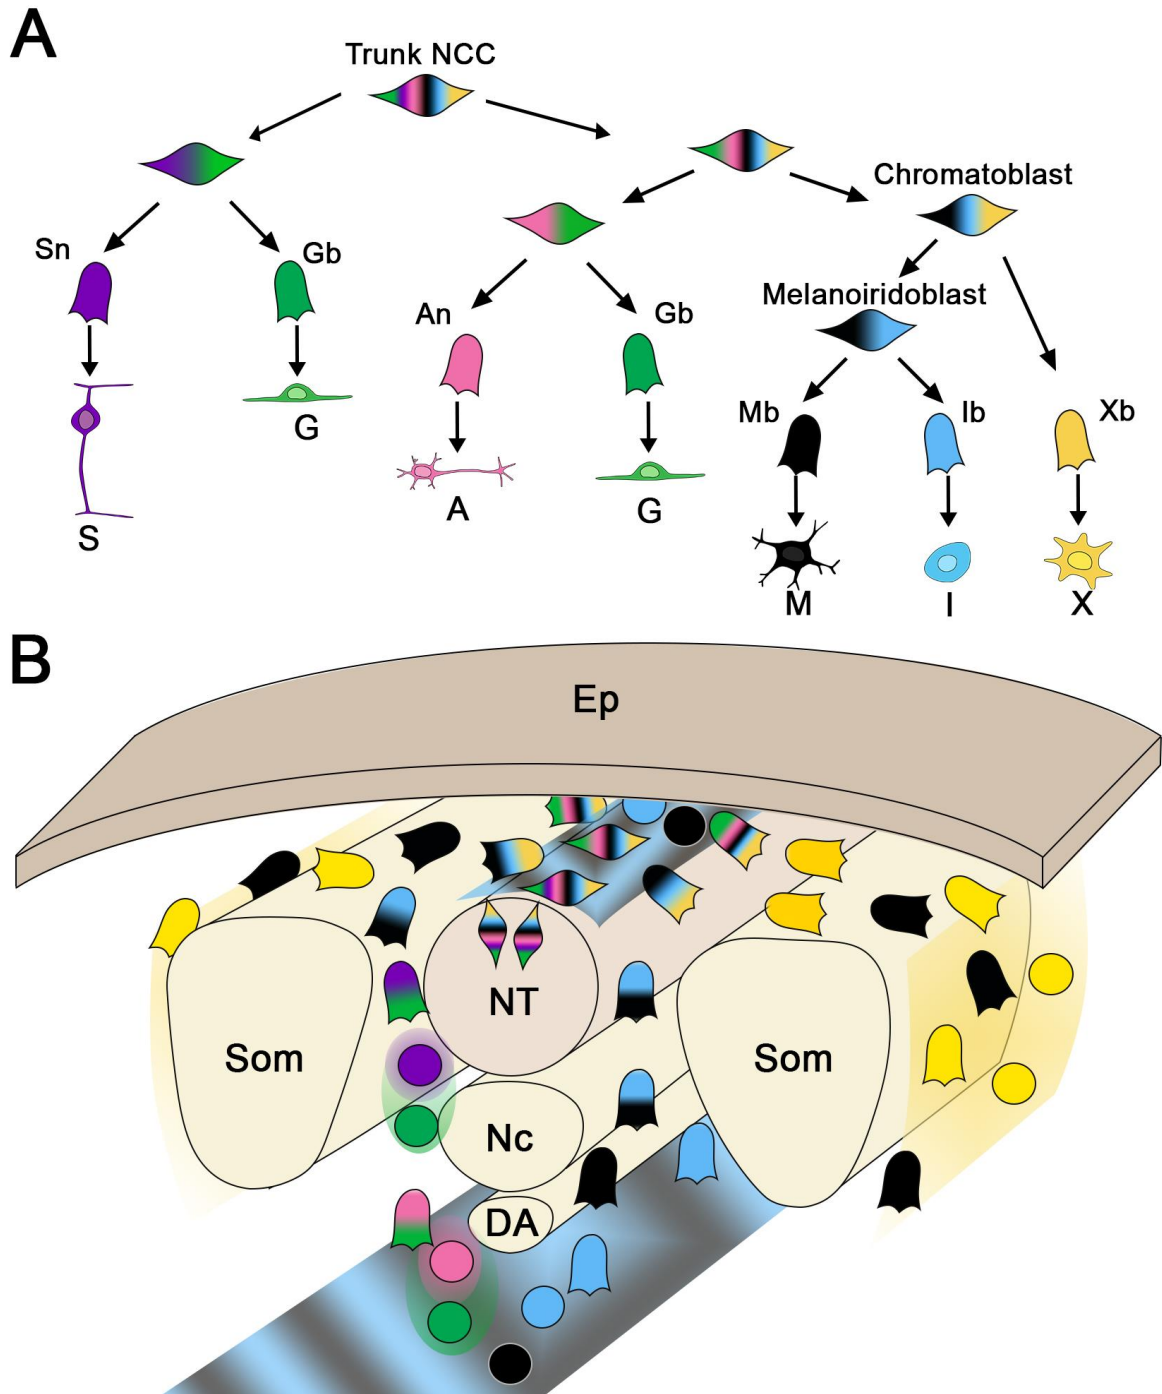 A
Trunk NCC
Chromatoblast
Sn
Gb
Melanoiridoblast
An
Gb
Mb
Ib
Xb
G
A
G
S
M
I
X
B
Ep
NT
Som
Som
Nc
DA